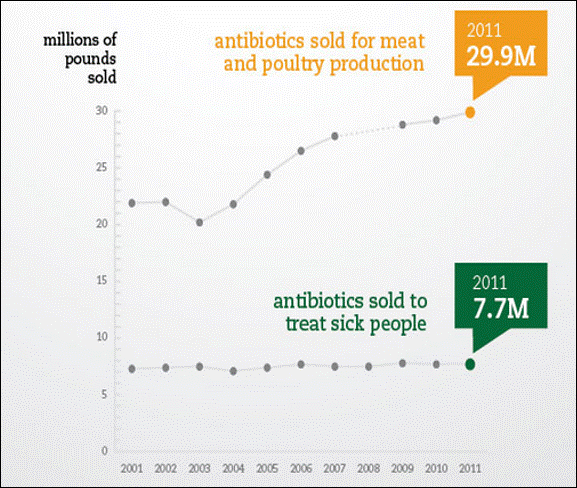 millions of
pounds
sold
antibiotics sold for meat
and poultry production
2011
29.9M
30
25
20
15
10
5
0
antibiotics sold to
treat sick people
2011
7.7M
2001 2002 2003 2004 2005 2006 2007 2008 2009 2010 2011